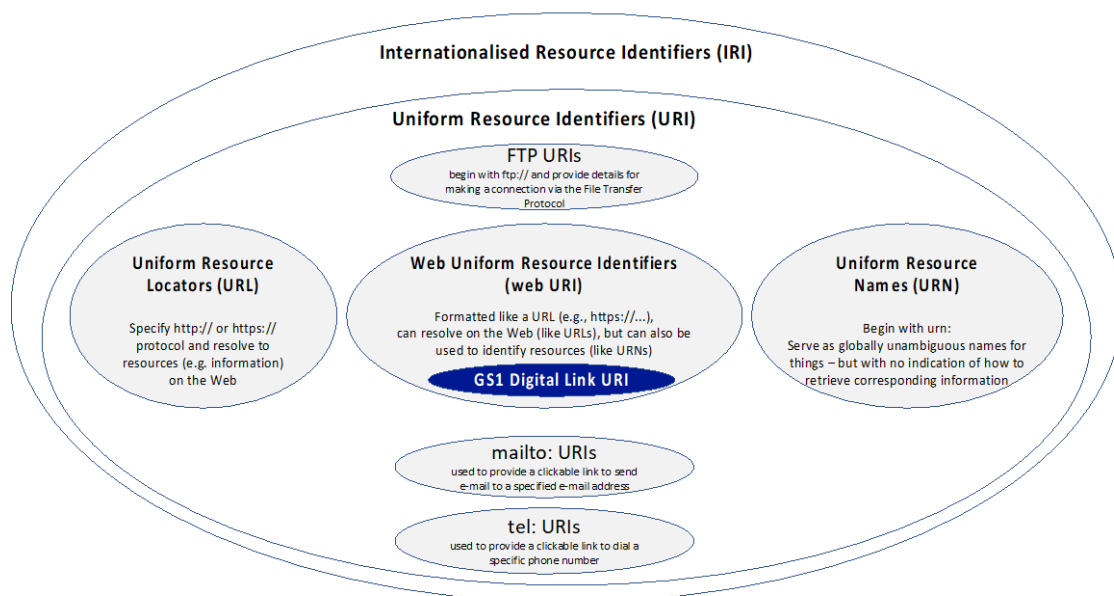 Internationalised Resource Identifiers (IRI)
Uniform Resource Identifiers (URI)
FTP URIs
begin with ftp:// and provide details for
making a connection via the File Transfer
Protocol
Uniform Resource
Locators (URL)
Specify http:// or https://
protocol and resolve to
resources (e.g. information)
on the Web
Web Uniform Resource Identifiers
(web URI)
Formatted like a URL (e.g., https://...),
can resolve on the Web (like URLs), but can also be
used to identify resources (like URNs)
GS1 Digital Link URI
Uniform Resource
Names (URN)
Begin with urn:
Serve as globally unambiguous names for
things – but with no indication of how to
retrieve corresponding information
mailto: URIs
used to provide a clickable link to send
e-mail to a specified e-mail address
tel: URIs
used to provide a clickable link to dial a
specific phone number